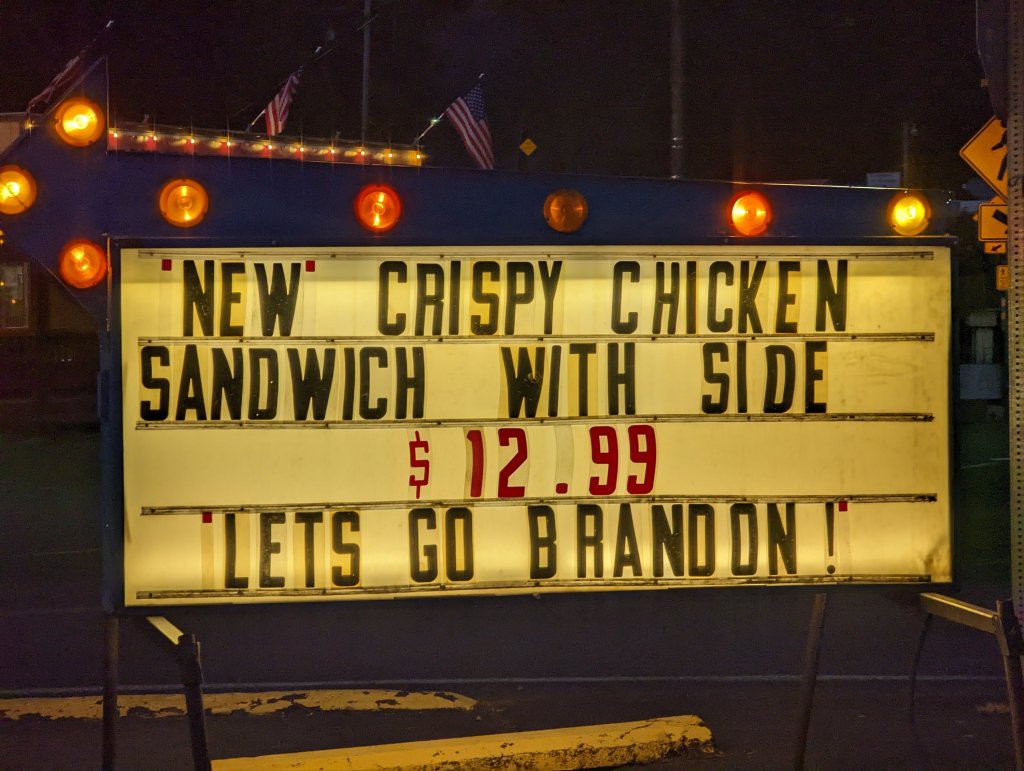 'NEW' CRISPY CHICKEN
SANDWICH WITH SIDE
$ 12.99
'LETS GO BRANDON!'